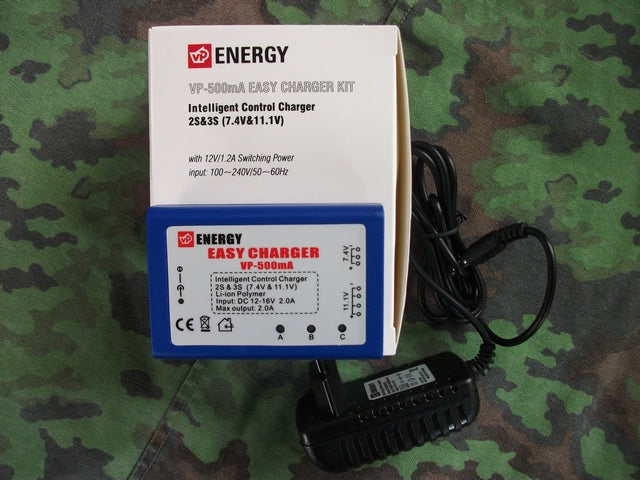 VP ENERGY
VP-500mA EASY CHARGER KIT
Intelligent Control Charger
2S&3S (7.4V&11.1V)
with 12V/1.2A Switching Power
input: 100~240V/50~60Hz
VP ENERGY
EASY CHARGER
VP-500mA
Intelligent Control Charger
2S & 3S (7.4V & 11.1V)
Li-ion Polymer
Input: DC 12-16V 2.0A
Max output: 2.0A
7.4V
11.1V
CE
A B C